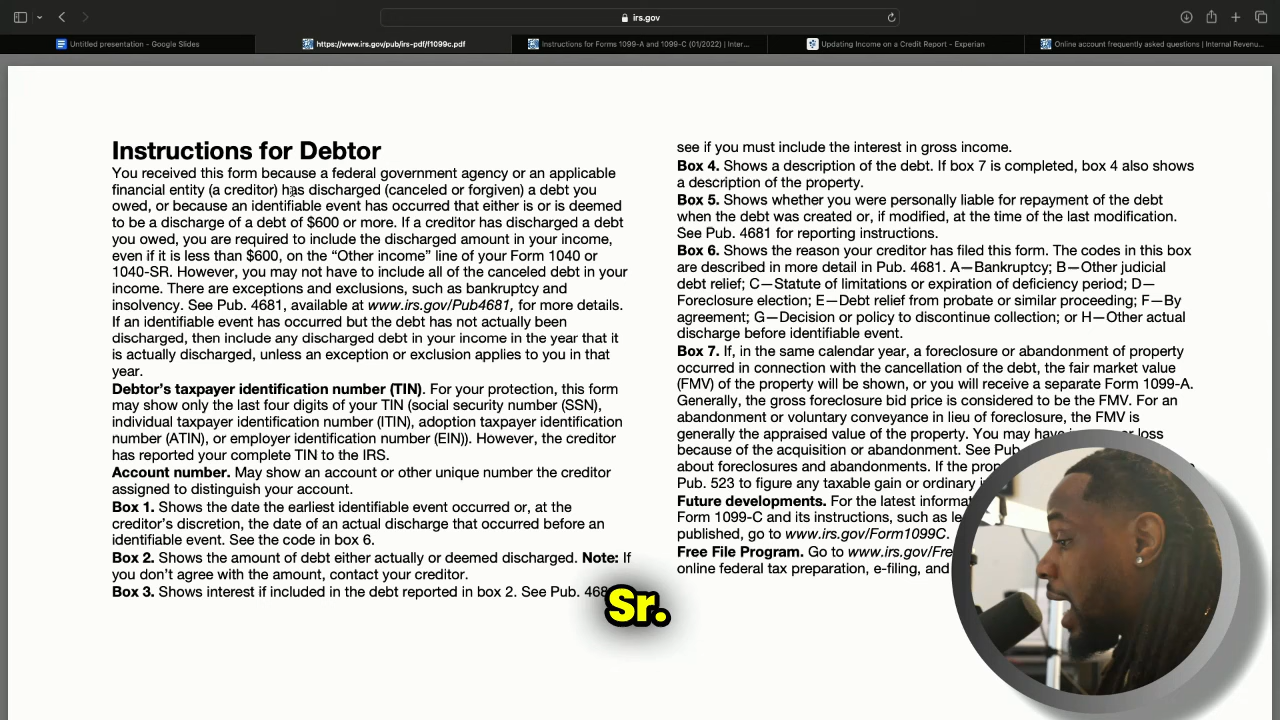 irs.gov
Untitled presentation - Google Slides
https://www.irs.gov/pub/irs-pdf/f1099c.pdf
Instructions for Forms 1099-A and 1099-C (01/2022) | Inter...
Updating Income on a Credit Report - Experian
Online account frequently asked questions | Internal Revenu...
Instructions for Debtor
You received this form because a federal government agency or an applicable
financial entity (a creditor) has discharged (canceled or forgiven) a debt you
owed, or because an identifiable event has occurred that either is or is deemed
to be a discharge of a debt of $600 or more. If a creditor has discharged a debt
you owed, you are required to include the discharged amount in your income,
even if it is less than $600, on the “Other income” line of your Form 1040 or
1040-SR. However, you may not have to include all of the canceled debt in your
income. There are exceptions and exclusions, such as bankruptcy and
insolvency. See Pub. 4681, available at www.irs.gov/Pub4681, for more details.
If an identifiable event has occurred but the debt has not actually been
discharged, then include any discharged debt in your income in the year that it
is actually discharged, unless an exception or exclusion applies to you in that
year.
Debtor’s taxpayer identification number (TIN). For your protection, this form
may show only the last four digits of your TIN (social security number (SSN),
individual taxpayer identification number (ITIN), adoption taxpayer identification
number (ATIN), or employer identification number (EIN)). However, the creditor
has reported your complete TIN to the IRS.
Account number. May show an account or other unique number the creditor
assigned to distinguish your account.
Box 1. Shows the date the earliest identifiable event occurred or, at the
creditor’s discretion, the date of an actual discharge that occurred before an
identifiable event. See the code in box 6.
Box 2. Shows the amount of debt either actually or deemed discharged. Note: If
you don’t agree with the amount, contact your creditor.
Box 3. Shows interest if included in the debt reported in box 2. See Pub.
see if you must include the interest in gross income.
Box 4. Shows a description of the debt. If box 7 is completed, box 4 also shows
a description of the property.
Box 5. Shows whether you were personally liable for repayment of the debt
when the debt was created or, if modified, at the time of the last modification.
See Pub. 4681 for reporting instructions.
Box 6. Shows the reason your creditor has filed this form. The codes in this box
are described in more detail in Pub. 4681. A—Bankruptcy; B—Other judicial
debt relief; C—Statute of limitations or expiration of deficiency period; D—
Foreclosure election; E—Debt relief from probate or similar proceeding; F—By
agreement; G—Decision or policy to discontinue collection; or H—Other actual
discharge before identifiable event.
Box 7. If, in the same calendar year, a foreclosure or abandonment of property
occurred in connection with the cancellation of the debt, the fair market value
(FMV) of the property will be shown, or you will receive a separate Form 1099-A.
Generally, the gross foreclosure bid price is considered to be the FMV. For an
abandonment or voluntary conveyance in lieu of foreclosure, the FMV is
generally the appraised value of the property. You may have loss
because of the acquisition or abandonment. See Pub
about foreclosures and abandonments. If the
Pub. 523 to figure any taxable gain or ordinary
Future developments. For the latest
Form 1099-C and its instructions, such as
published, go to www.irs.gov/Form1099C.
Free File Program. Go to
online federal tax preparation, e-filing, and
Sr.